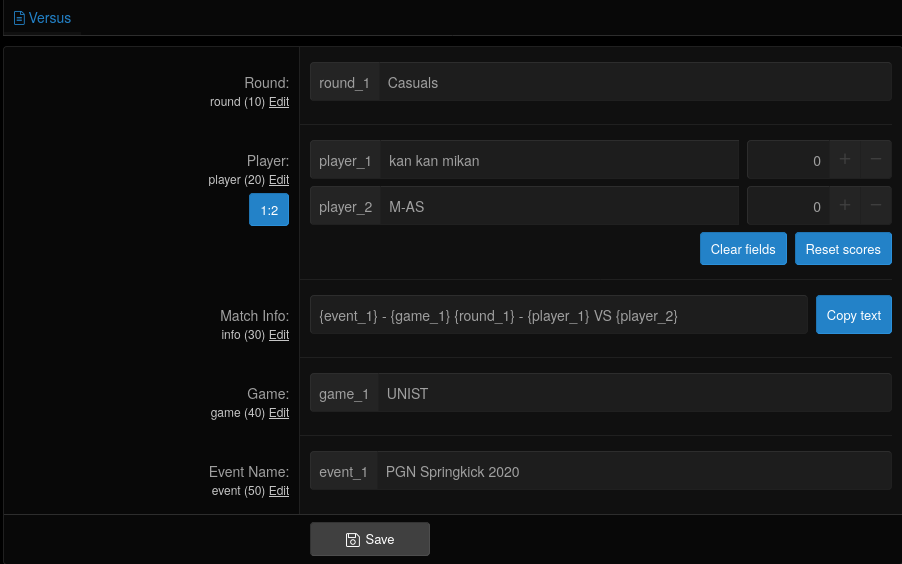 Versus
Round:
round (10) Edit
round_1 Casuals
Player:
player (20) Edit
1:2
player_1 kan kan mikan 0 + −
player_2 M-AS 0 + −
Clear fields Reset scores
Match Info:
info (30) Edit
{event_1} - {game_1} {round_1} - {player_1} VS {player_2} Copy text
Game:
game (40) Edit
game_1 UNIST
Event Name:
event (50) Edit
event_1 PGN Springkick 2020
Save